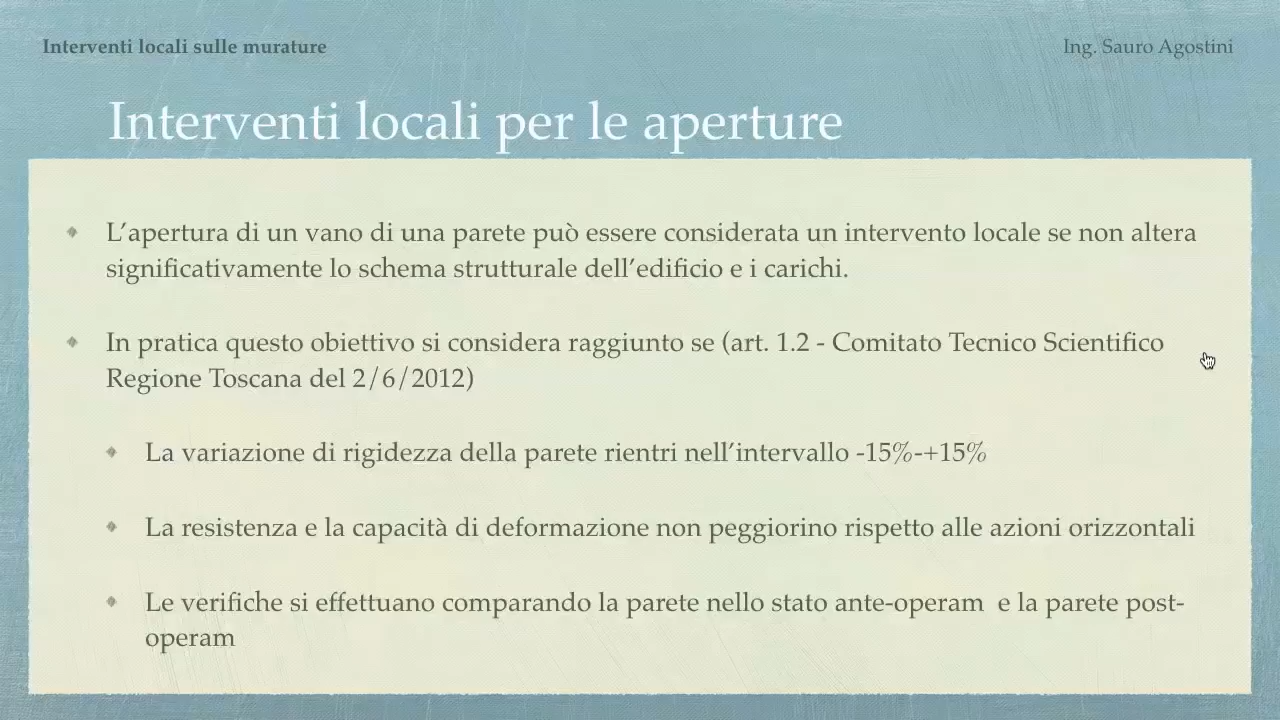 Interventi locali sulle murature
Ing. Sauro Agostini
Interventi locali per le aperture
L’apertura di un vano di una parete può essere considerata un intervento locale se non altera
significativamente lo schema strutturale dell’edificio e i carichi.
In pratica questo obiettivo si considera raggiunto se (art. 1.2 - Comitato Tecnico Scientifico
Regione Toscana del 2/6/2012)
La variazione di rigidezza della parete rientri nell’intervallo -15%-+15%
La resistenza e la capacità di deformazione non peggiorino rispetto alle azioni orizzontali
Le verifiche si effettuano comparando la parete nello stato ante-operam e la parete post-
operam